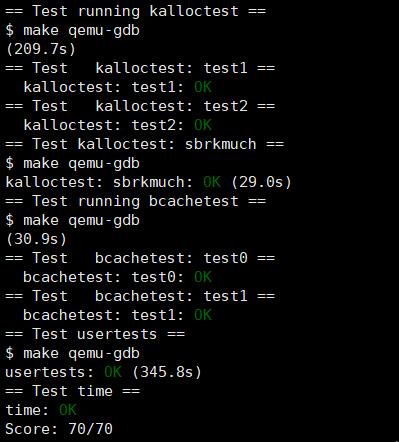 == Test running kalloctest ==
$ make qemu-gdb
(209.7s)
== Test   kalloctest: test1 ==
  kalloctest: test1: OK
== Test   kalloctest: test2 ==
  kalloctest: test2: OK
== Test kalloctest: sbrkmuch ==
$ make qemu-gdb
kalloctest: sbrkmuch: OK (29.0s)
== Test running bcachetest ==
$ make qemu-gdb
(30.9s)
== Test   bcachetest: test0 ==
  bcachetest: test0: OK
== Test   bcachetest: test1 ==
  bcachetest: test1: OK
== Test usertests ==
$ make qemu-gdb
usertests: OK (345.8s)
== Test time ==
time: OK
Score: 70/70